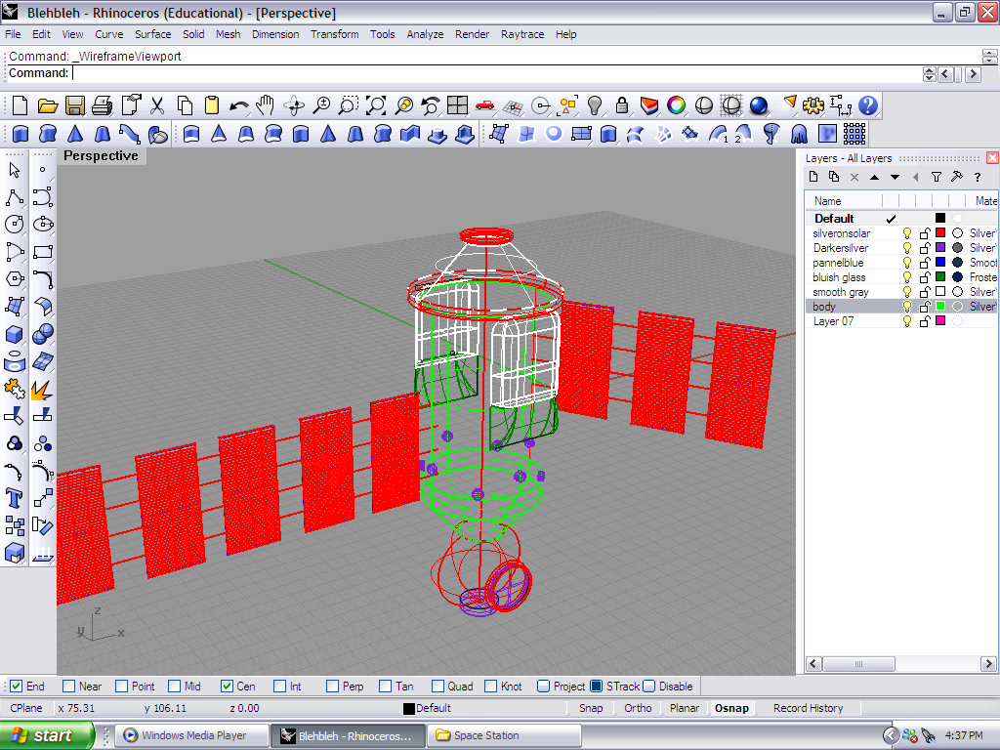 Blehbleh - Rhinoceros (Educational) - [Perspective]
File Edit View Curve Surface Solid Mesh Dimension Transform Tools Analyze Render Raytrace Help
Command: _WireframeViewport
Command:
1 2
Perspective
Layers - All Layers
Name Mate
Default
silveronsolar Silver'
Darkersilver Silver'
pannelblue Smoot
bluish glass Froste
smooth gray Silver'
body Silver'
Layer 07
z
y x
End Near Point Mid Cen Int Perp Tan Quad Knot Project STrack Disable
CPlane x 75.31 y 106.11 z 0.00 Default Snap Ortho Planar Osnap Record History
start Windows Media Player Blehbleh - Rhinoceros... Space Station 4:37 PM